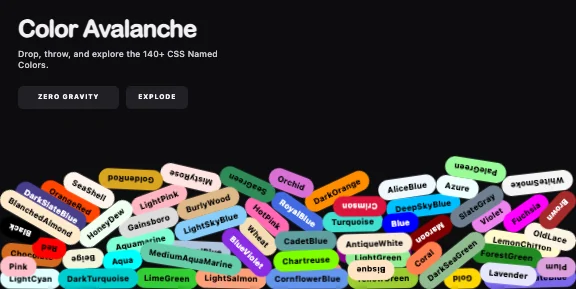 Color Avalanche
Drop, throw, and explore the 140+ CSS Named
Colors.
ZERO GRAVITY
EXPLODE
PaleGreen
Goldenrod
MistyRose
SeaShell
SeaGreen
Orchid
DarkOrange
AliceBlue
Azure
WhiteSmoke
OrangeRed
DarkSlateBlue
LightPink
BurlyWood
RoyalBlue
Crimson
DeepSkyBlue
SlateGray
Violet
Fuchsia
Brown
BlanchedAlmond
HoneyDew
Gainsboro
LightSkyBlue
HotPink
Turquoise
Blue
Maroon
OldLace
Black
Aquamarine
BlueViolet
Wheat
CadetBlue
AntiqueWhite
LemonChiffon
Red
Beige
Aqua
MediumAquaMarine
Chartreuse
LightGreen
Coral
DarkSeaGreen
ForestGreen
Pink
Bisque
Plum
LightCyan
DarkTurquoise
LimeGreen
LightSalmon
CornflowerBlue
Gold
Lavender